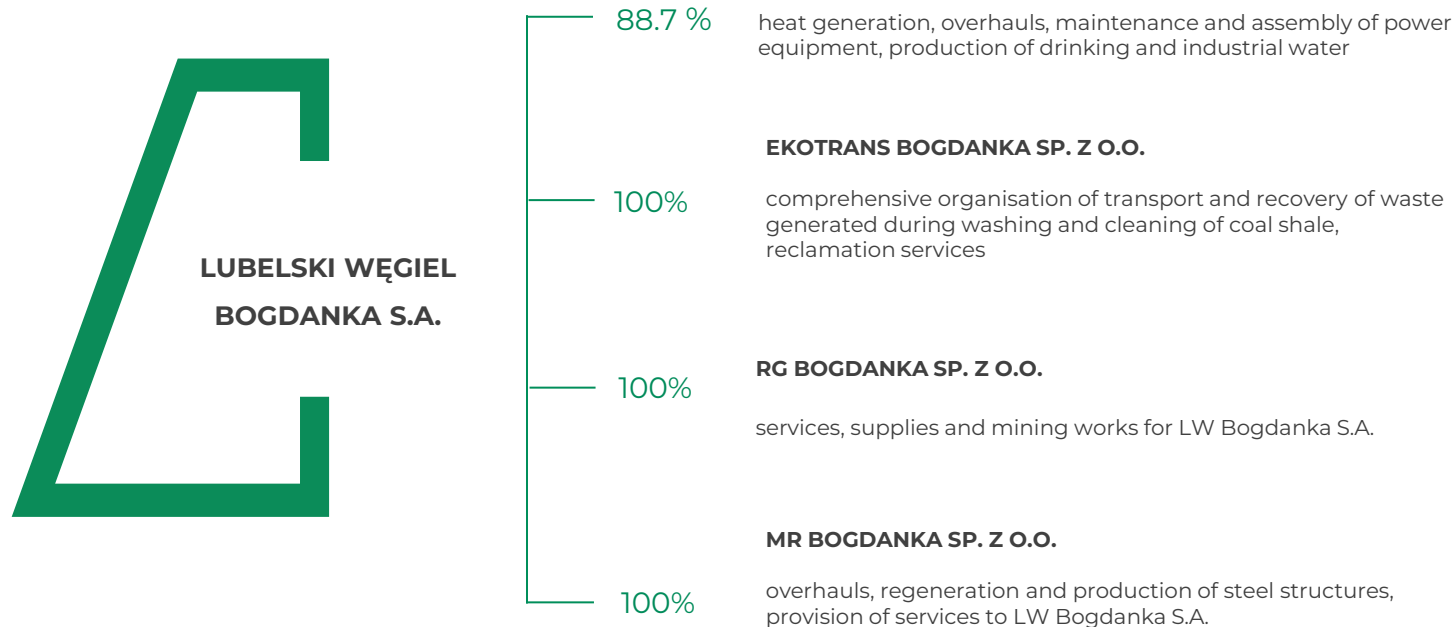 88.7 %
heat generation, overhauls, maintenance and assembly of power
equipment, production of drinking and industrial water
EKOTRANS BOGDANKA SP. Z O.O.
100%
comprehensive organisation of transport and recovery of waste
generated during washing and cleaning of coal shale,
reclamation services
LUBELSKI WĘGIEL
BOGDANKA S.A.
RG BOGDANKA SP. Z O.O.
100%
services, supplies and mining works for LW Bogdanka S.A.
MR BOGDANKA SP. Z O.O.
100%
overhauls, regeneration and production of steel structures,
provision of services to LW Bogdanka S.A.